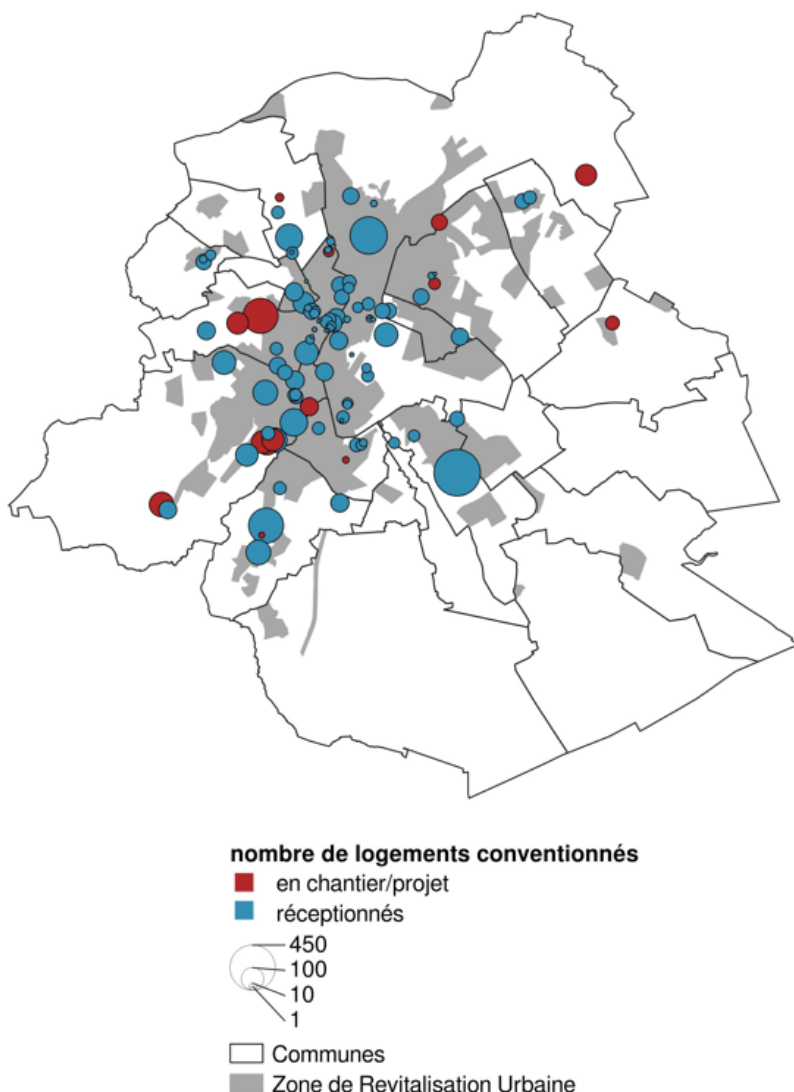 nombre de logements conventionnés
en chantier/projet
réceptionnés
450
100
10
1
Communes
Zone de Revitalisation Urbaine